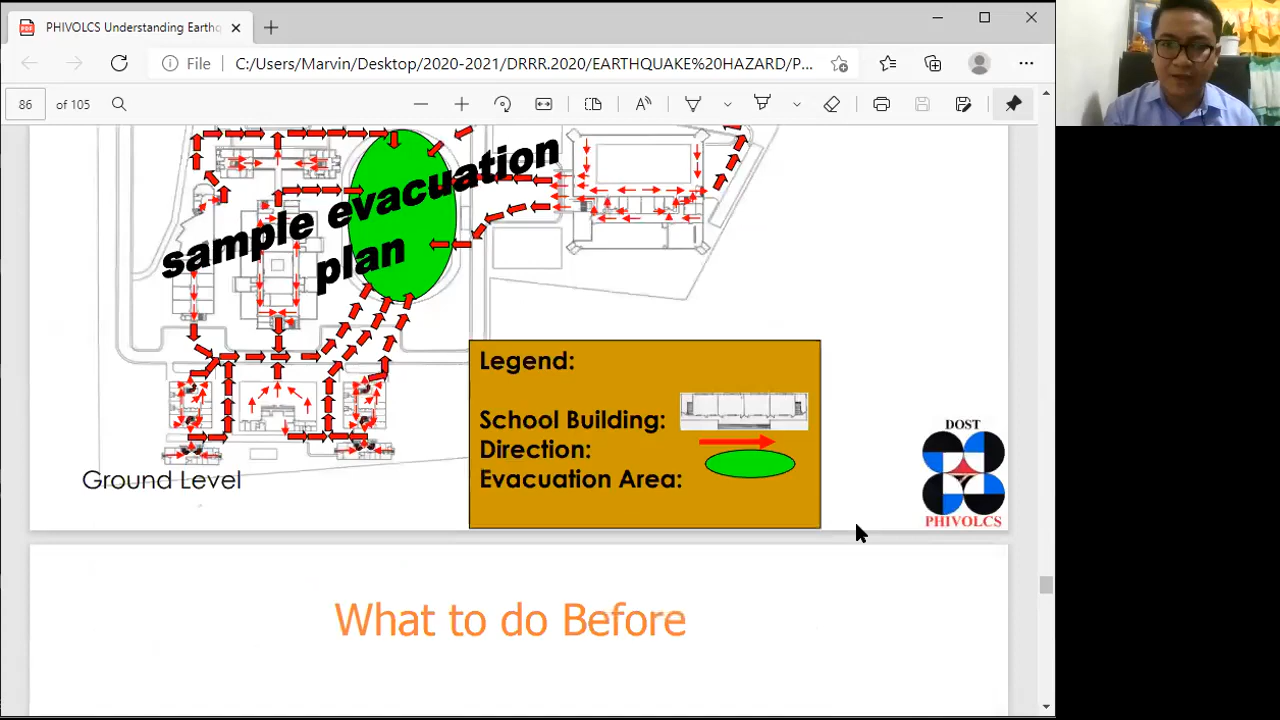 PHIVOLCS Understanding Earthq
File
C:/Users/Marvin/Desktop/2020-2021/DRRR.2020/EARTHQUAKE%20HAZARD/P...
86
of 105
sample evacuation
plan
Legend:
School Building:
Direction:
Evacuation Area:
Ground Level
DOST
PHIVOLCS
What to do Before